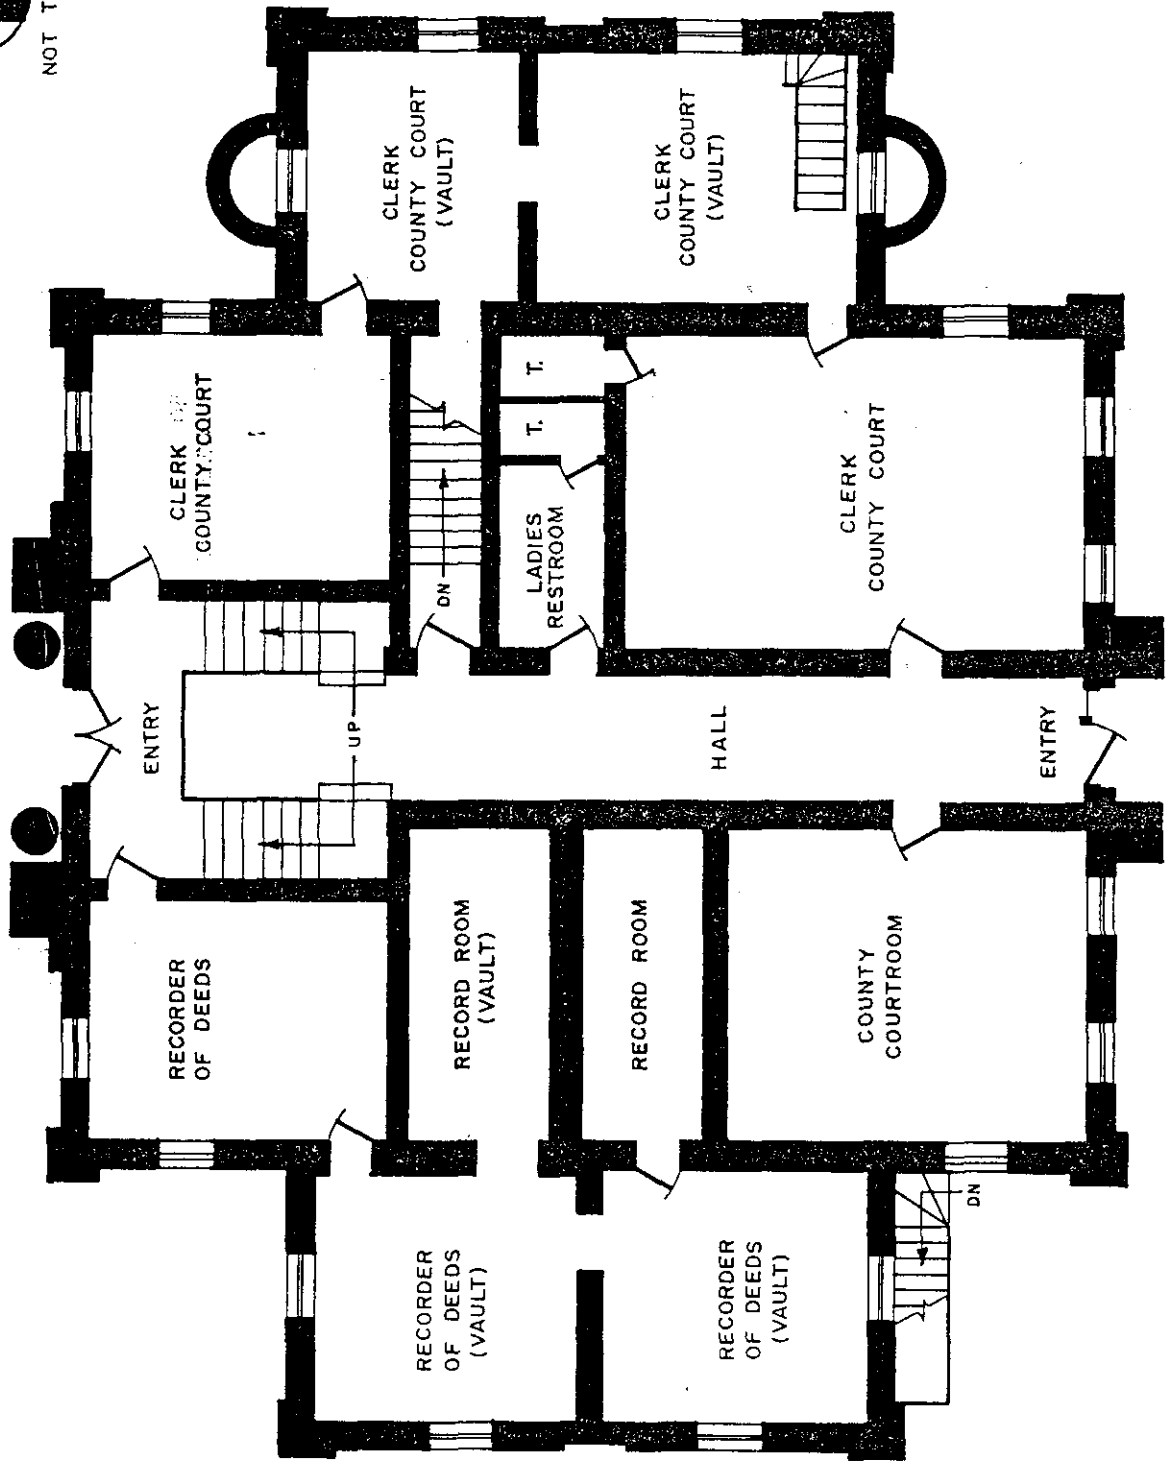 NOT T
CLERK
COUNTY COURT
(VAULT)
CLERK
COUNTY COURT
(VAULT)
CLERK
COUNTY COURT
T.
T.
DN
LADIES
RESTROOM
CLERK
COUNTY COURT
ENTRY
UP
HALL
ENTRY
RECORDER
OF DEEDS
RECORD ROOM
(VAULT)
RECORD ROOM
COUNTY
COURTROOM
RECORDER
OF DEEDS
(VAULT)
RECORDER
OF DEEDS
(VAULT)
DN